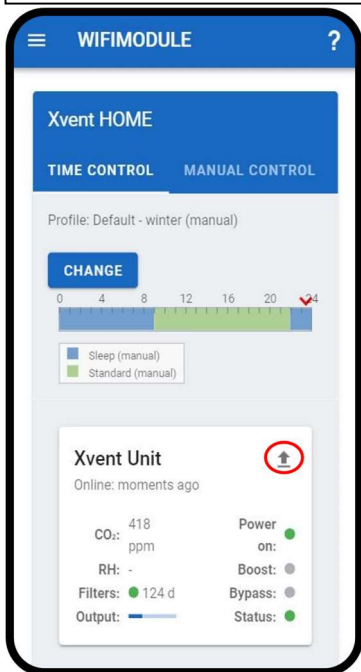 WIFIMODULE ?
Xvent HOME
TIME CONTROL MANUAL CONTROL
Profile: Default - winter (manual)
CHANGE
0 4 8 12 16 20 24
Sleep (manual)
Standard (manual)
Xvent Unit
Online: moments ago
CO₂: 418 ppm
Power on:
RH: -
Boost:
Filters: 124 d
Bypass:
Output:
Status: